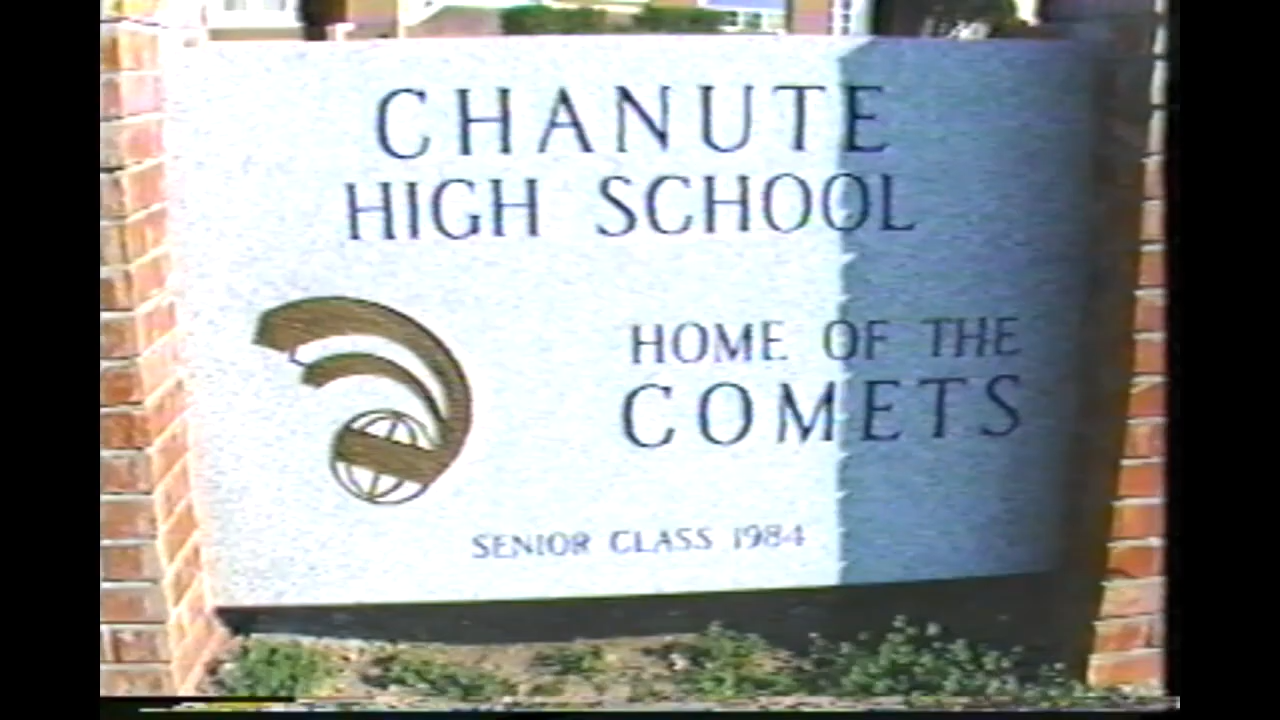 CHANUTE
HIGH SCHOOL
HOME OF THE
COMETS
SENIOR CLASS 1984